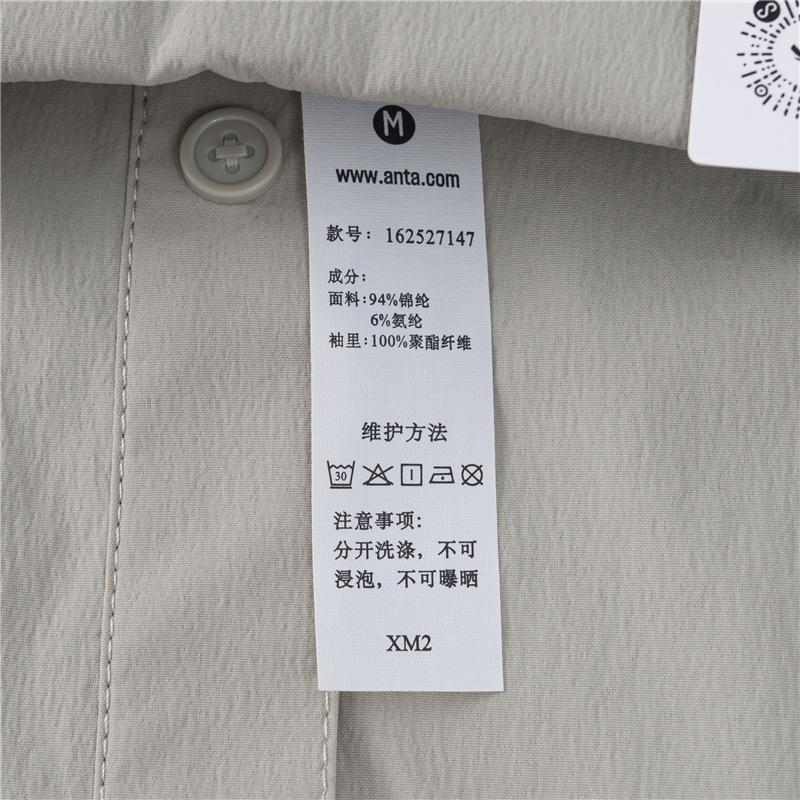 M
www.anta.com
款号: 162527147
成分:
面料:94%锦纶
6%氨纶
袖里:100%聚酯纤维
维护方法
30
注意事项:
分开洗涤，不可
浸泡，不可曝晒
XM2